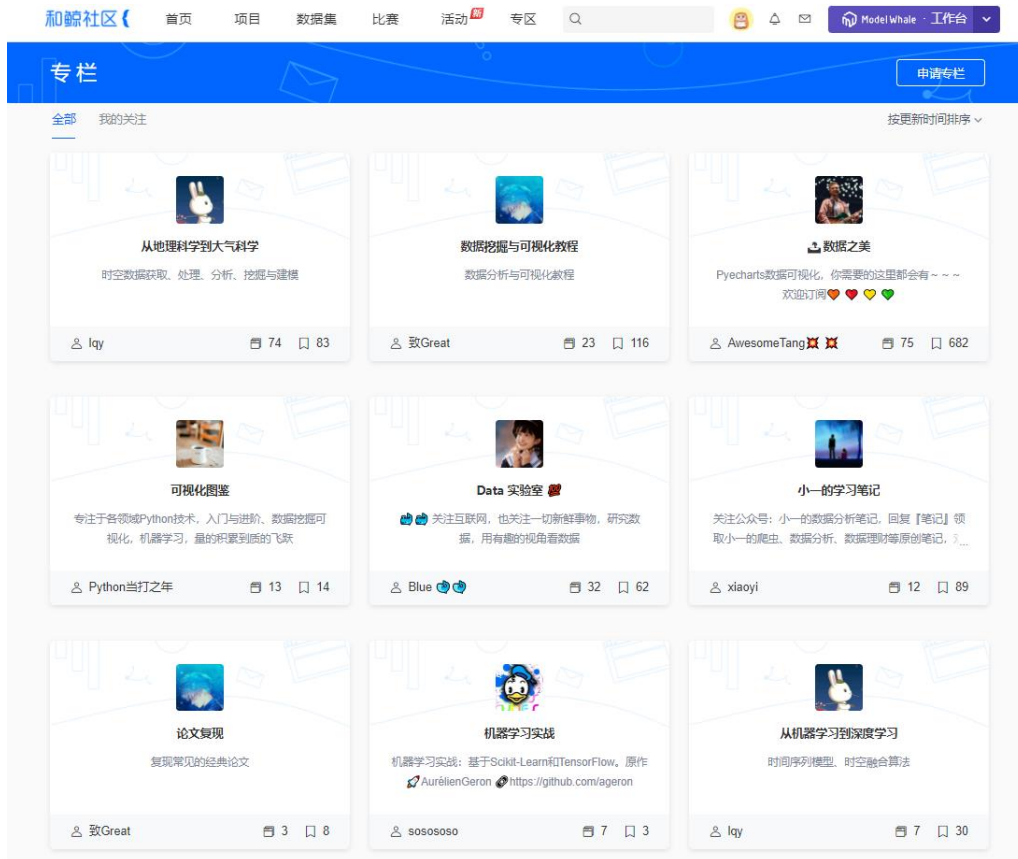 和鲸社区 首页 项目 数据集 比赛 活动 新 专区 ModelWhale · 工作台
专栏 申请专栏
全部 我的关注 按更新时间排序
从地理科学到大气科学
时空数据获取、处理、分析、挖掘与建模
lqy 74 83
数据挖掘与可视化教程
数据分析与可视化教程
致Great 23 116
数据之美
Pyecharts数据可视化，你需要的这里都会有~~~
欢迎订阅
AwesomeTang 75 682
可视化图鉴
专注于各领域Python技术，入门与进阶、数据挖掘可
视化，机器学习，量的积累到质的飞跃
Python当打之年 13 14
Data 实验室
关注互联网，也关注一切新鲜事物，研究数
据，用有趣的视角看数据
Blue 32 62
小一的学习笔记
关注公众号：小一的数据分析笔记，回复『笔记』领
取小一的爬虫、数据分析、数据理财等原创笔记，
xiaoyi 12 89
论文复现
复现常见的经典论文
致Great 3 8
机器学习实战
机器学习实战：基于Scikit-Learn和TensorFlow。原作
AurélienGeron https://github.com/ageron
sosososo 7 3
从机器学习到深度学习
时间序列模型、时空融合算法
lqy 7 30